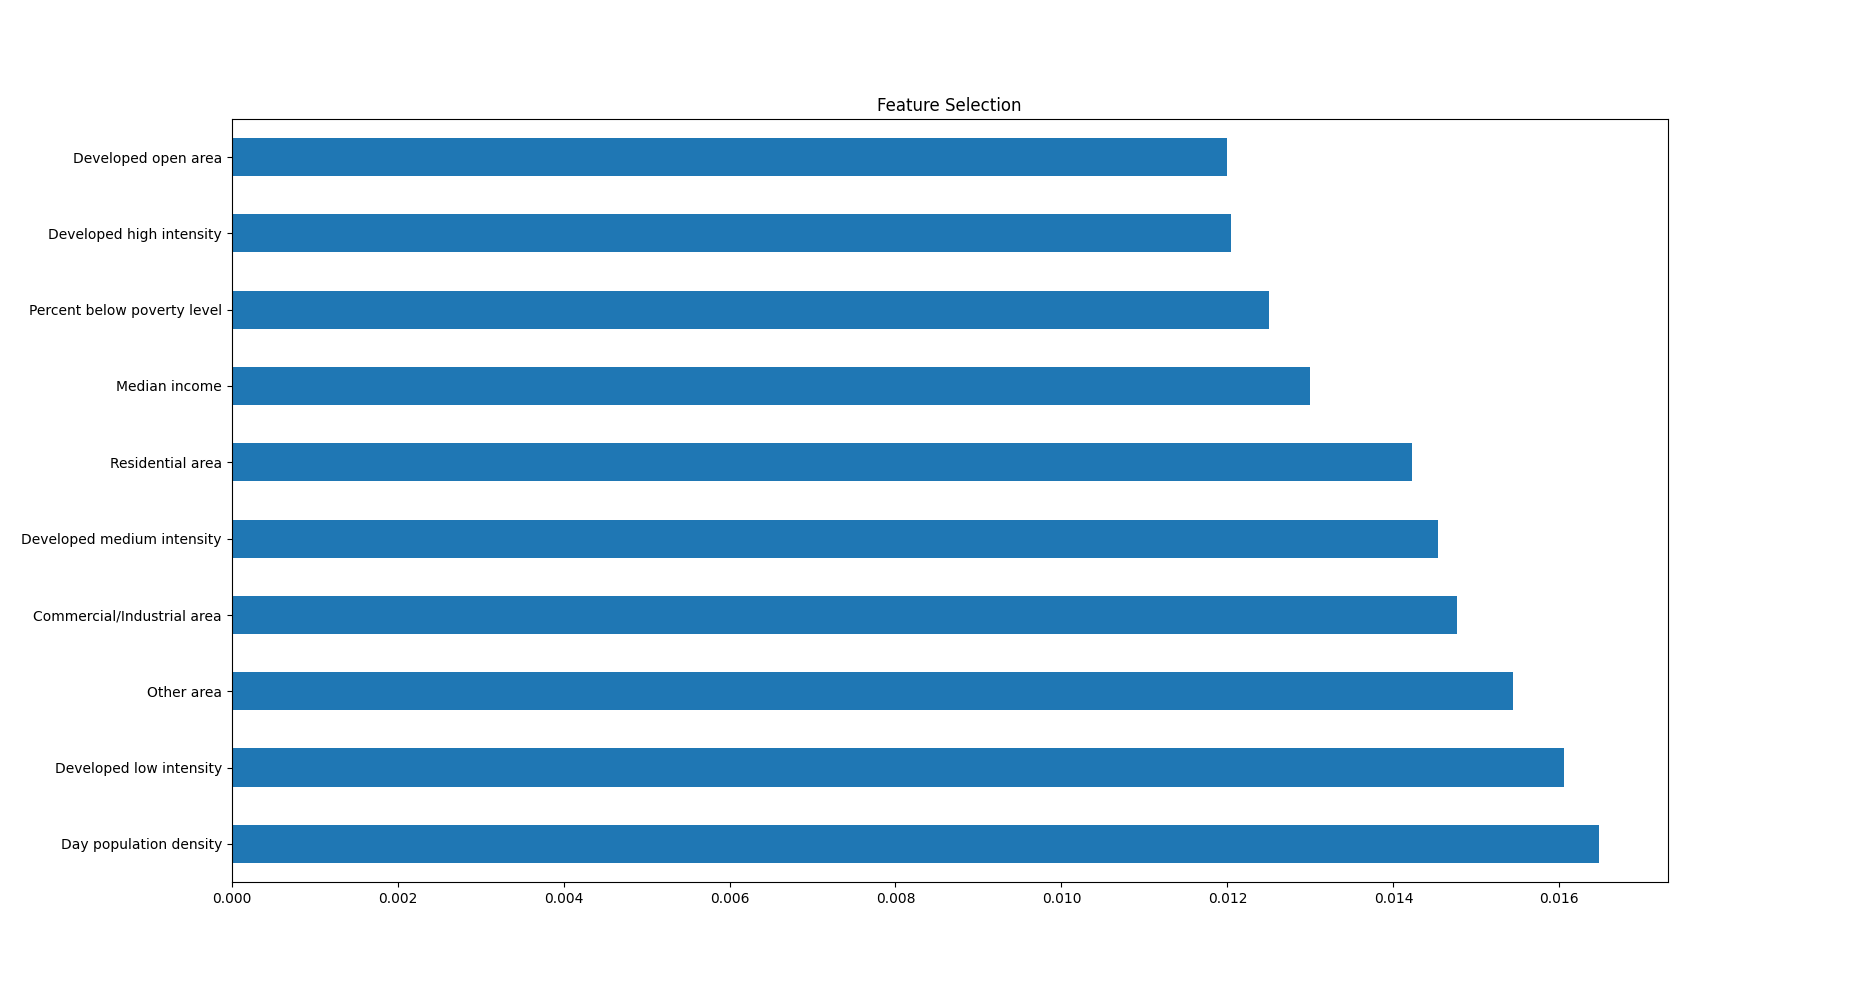 Feature Selection
Developed open area
Developed high intensity
Percent below poverty level
Median income
Residential area
Developed medium intensity
Commercial/Industrial area
Other area
Developed low intensity
Day population density
0.000 0.002 0.004 0.006 0.008 0.010 0.012 0.014 0.016